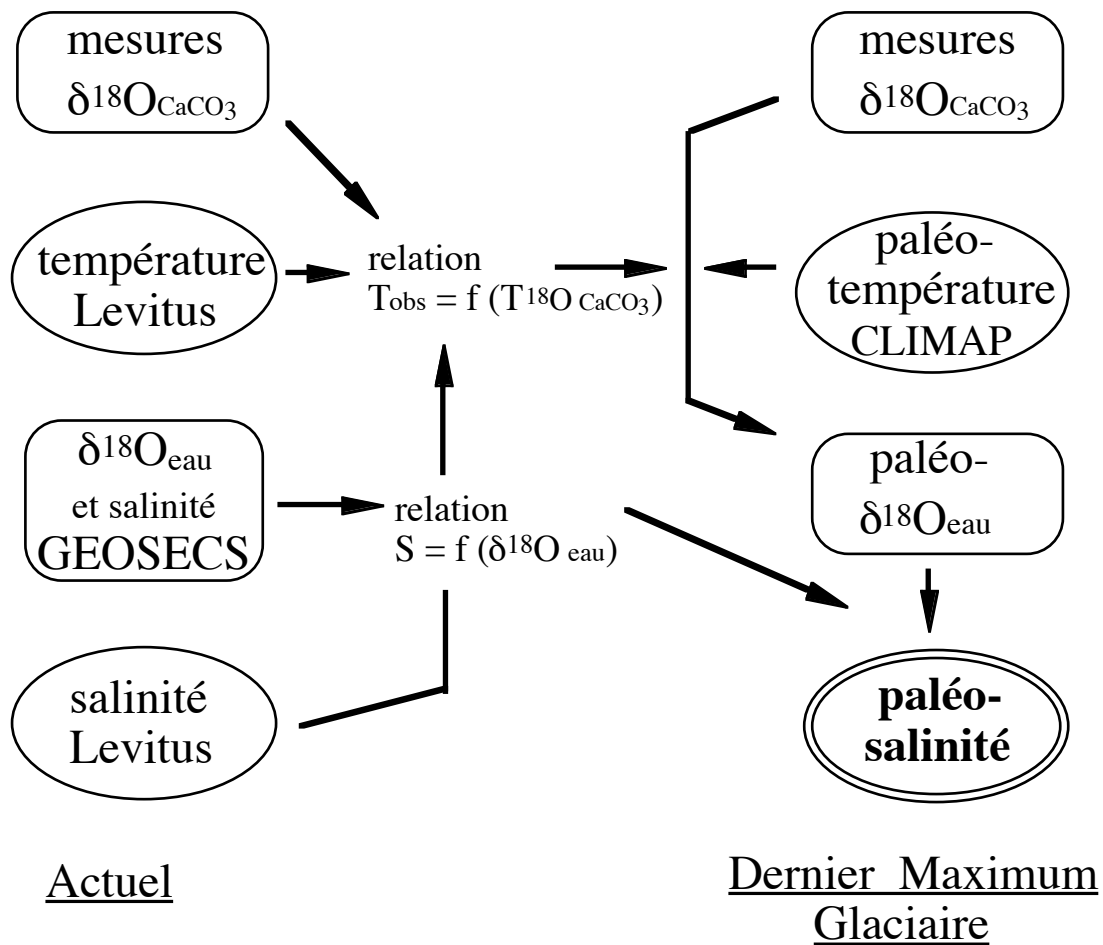 mesures
δ¹⁸OCaCO₃
température
Levitus
δ¹⁸Oeau
et salinité
GEOSECS
salinité
Levitus
Actuel
relation
Tobs = f (T¹⁸O CaCO₃)
relation
S = f (δ¹⁸O eau)
mesures
δ¹⁸OCaCO₃
paléo-
température
CLIMAP
paléo-
δ¹⁸Oeau
paléo-
salinité
Dernier Maximum
Glaciaire